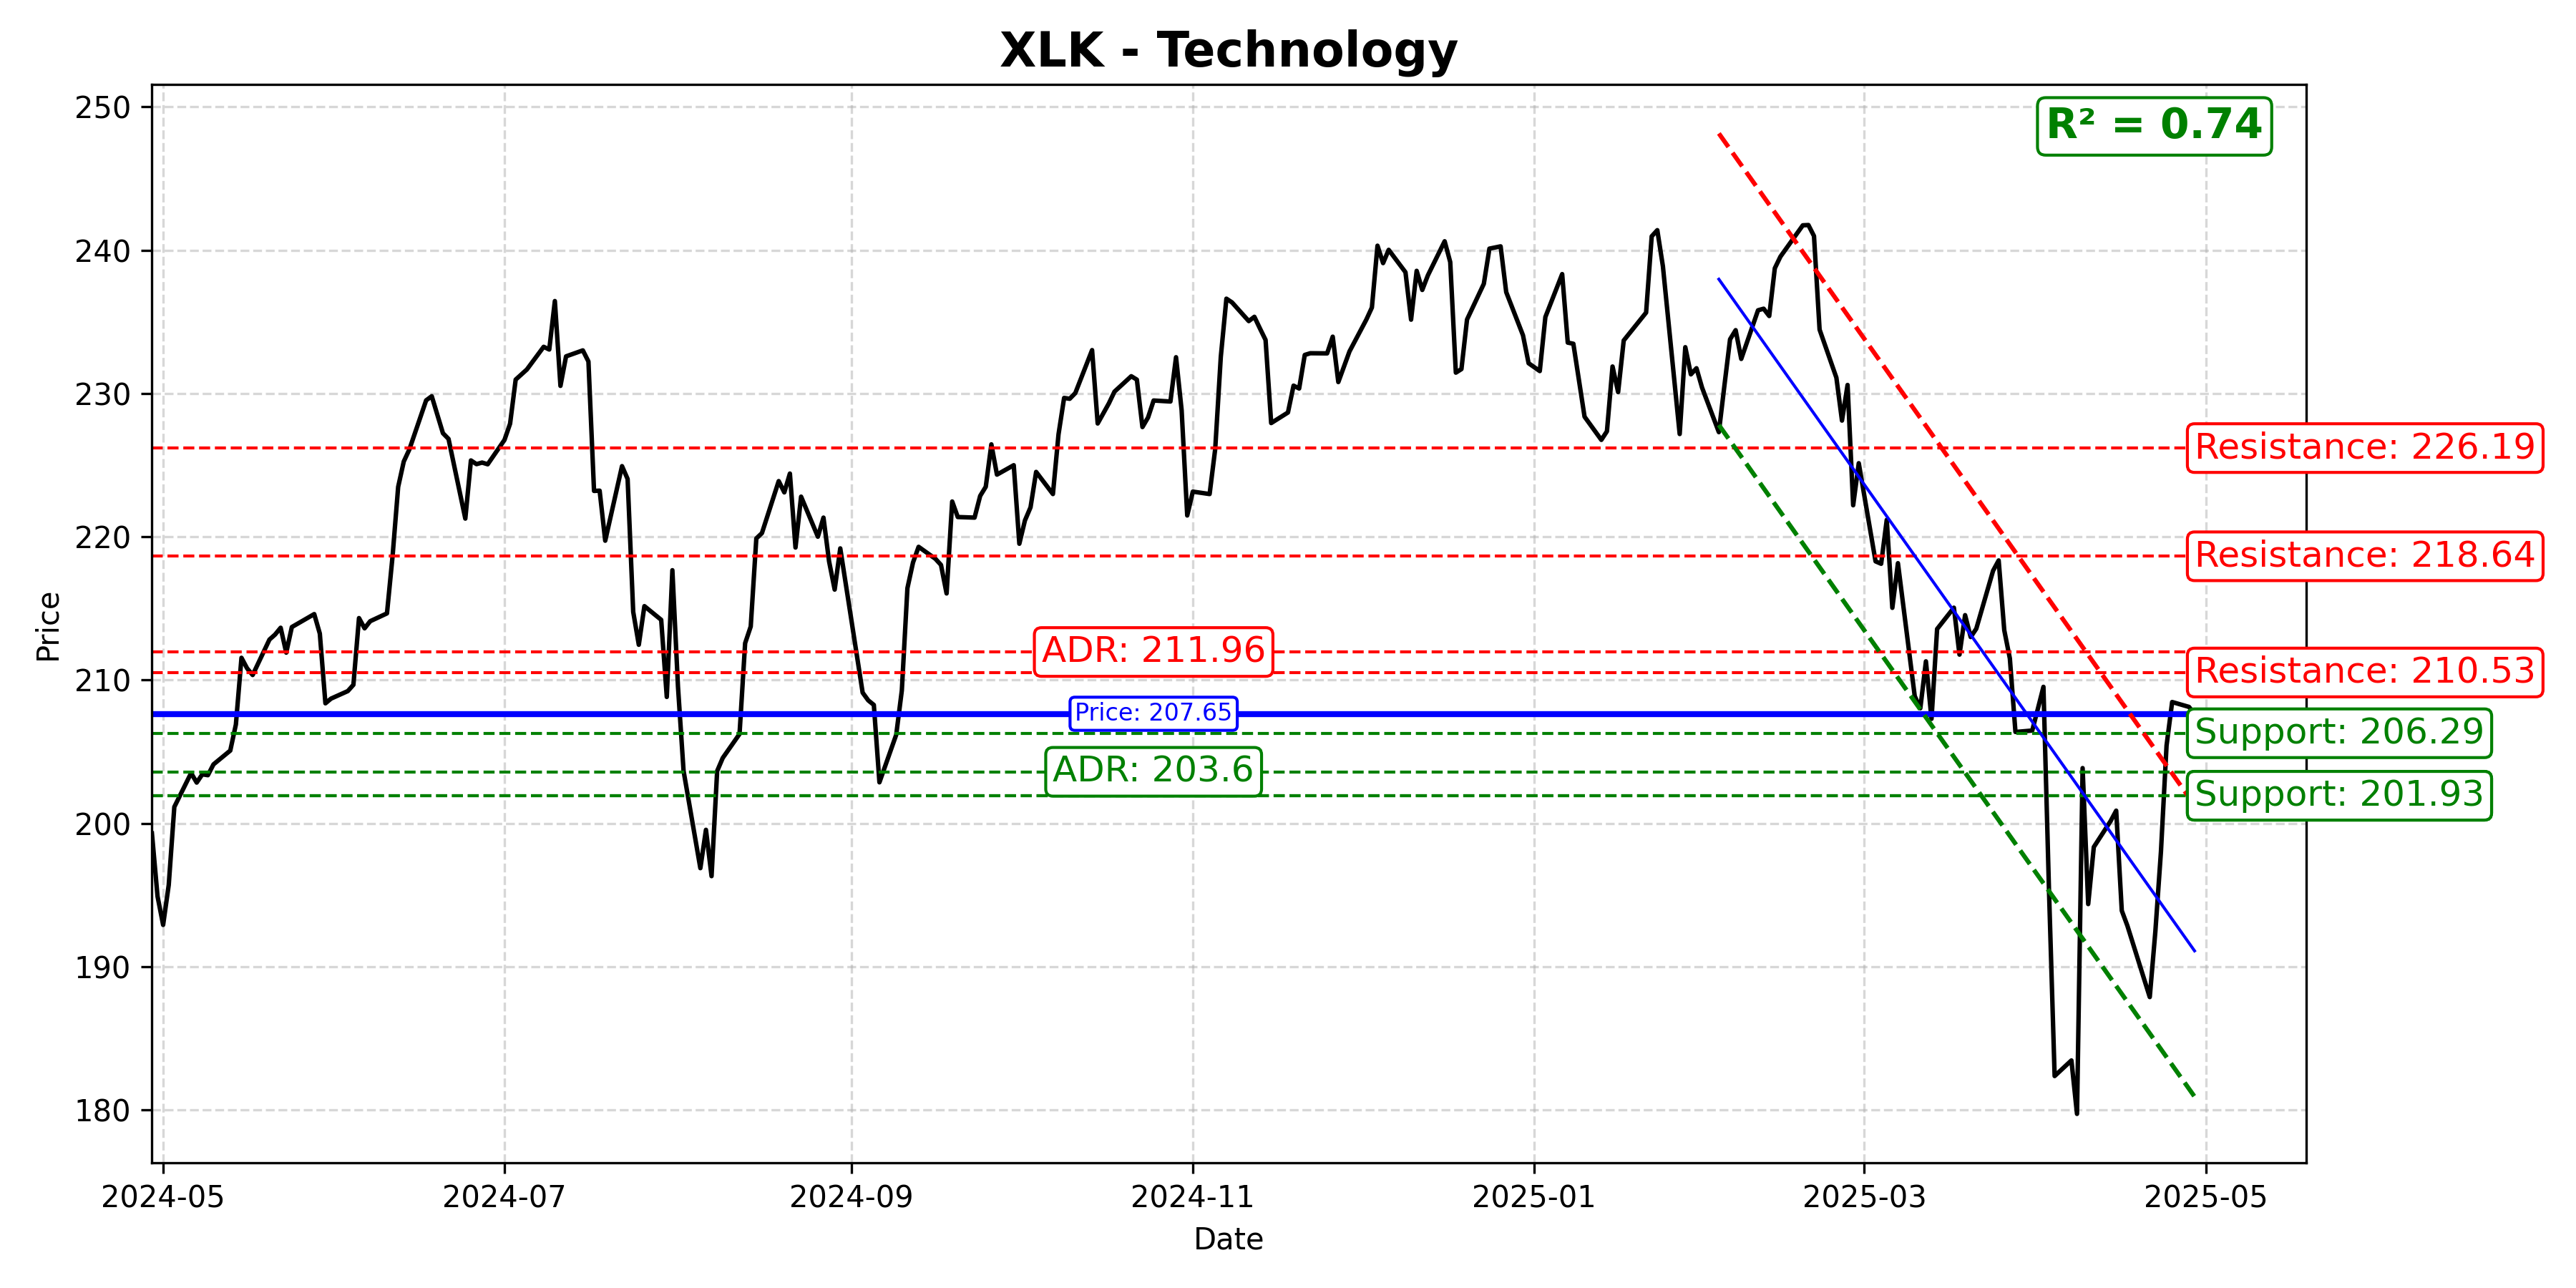 XLK - Technology
R² = 0.74
250
240
230
220
210
200
190
180
Price
Resistance: 226.19
Resistance: 218.64
ADR: 211.96
Resistance: 210.53
Price: 207.65
Support: 206.29
ADR: 203.6
Support: 201.93
2024-05
2024-07
2024-09
2024-11
2025-01
2025-03
2025-05
Date